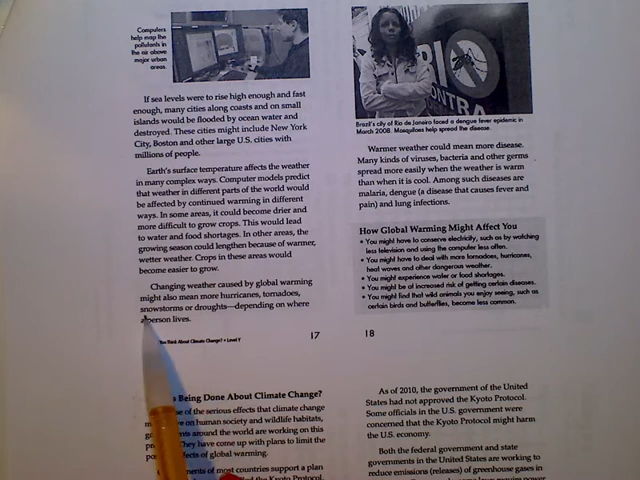 Computers
help map the
pollutants in
the air above
major urban
areas.
If sea levels were to rise high enough and fast
enough, many cities along coasts and on small
islands would be flooded by ocean water and
destroyed. These cities might include New York
City, Boston and other large U.S. cities with
millions of people.
Earth's surface temperature affects the weather
in many complex ways. Computer models predict
that weather in different parts of the world would
be affected by continued warming in different
ways. In some areas, it could become drier and
more difficult to grow crops. This would lead
to water and food shortages. In other areas, the
growing season could lengthen because of warmer,
wetter weather. Crops in these areas would
become easier to grow.
Changing weather caused by global warming
might also mean more hurricanes, tornadoes,
snowstorms or droughts—depending on where
a person lives.
You Think About Climate Change? • Level Y
17
RIO
CONTRA
Brazil's city of Rio de Janeiro faced a dengue fever epidemic in
March 2008. Mosquitoes help spread the disease.
Warmer weather could mean more disease.
Many kinds of viruses, bacteria and other germs
spread more easily when the weather is warm
than when it is cool. Among such diseases are
malaria, dengue (a disease that causes fever and
pain) and lung infections.
How Global Warming Might Affect You
• You might have to conserve electricity, such as by watching
less television and using the computer less often.
• You might have to deal with more tornadoes, hurricanes,
heat waves and other dangerous weather.
• You might experience water or food shortages.
• You might be at increased risk of getting certain diseases.
• You might find that wild animals you enjoy seeing, such as
certain birds and butterflies, become less common.
18
Being Done About Climate Change?
of the serious effects that climate change
on human society and wildlife habitats,
around the world are working on this
They have come up with plans to limit the
effects of global warming.
of most countries support a plan
the Kyoto Protocol.
As of 2010, the government of the United
States had not approved the Kyoto Protocol.
Some officials in the U.S. government were
concerned that the Kyoto Protocol might harm
the U.S. economy.
Both the federal government and state
governments in the United States are working to
reduce emissions (releases) of greenhouse gases in